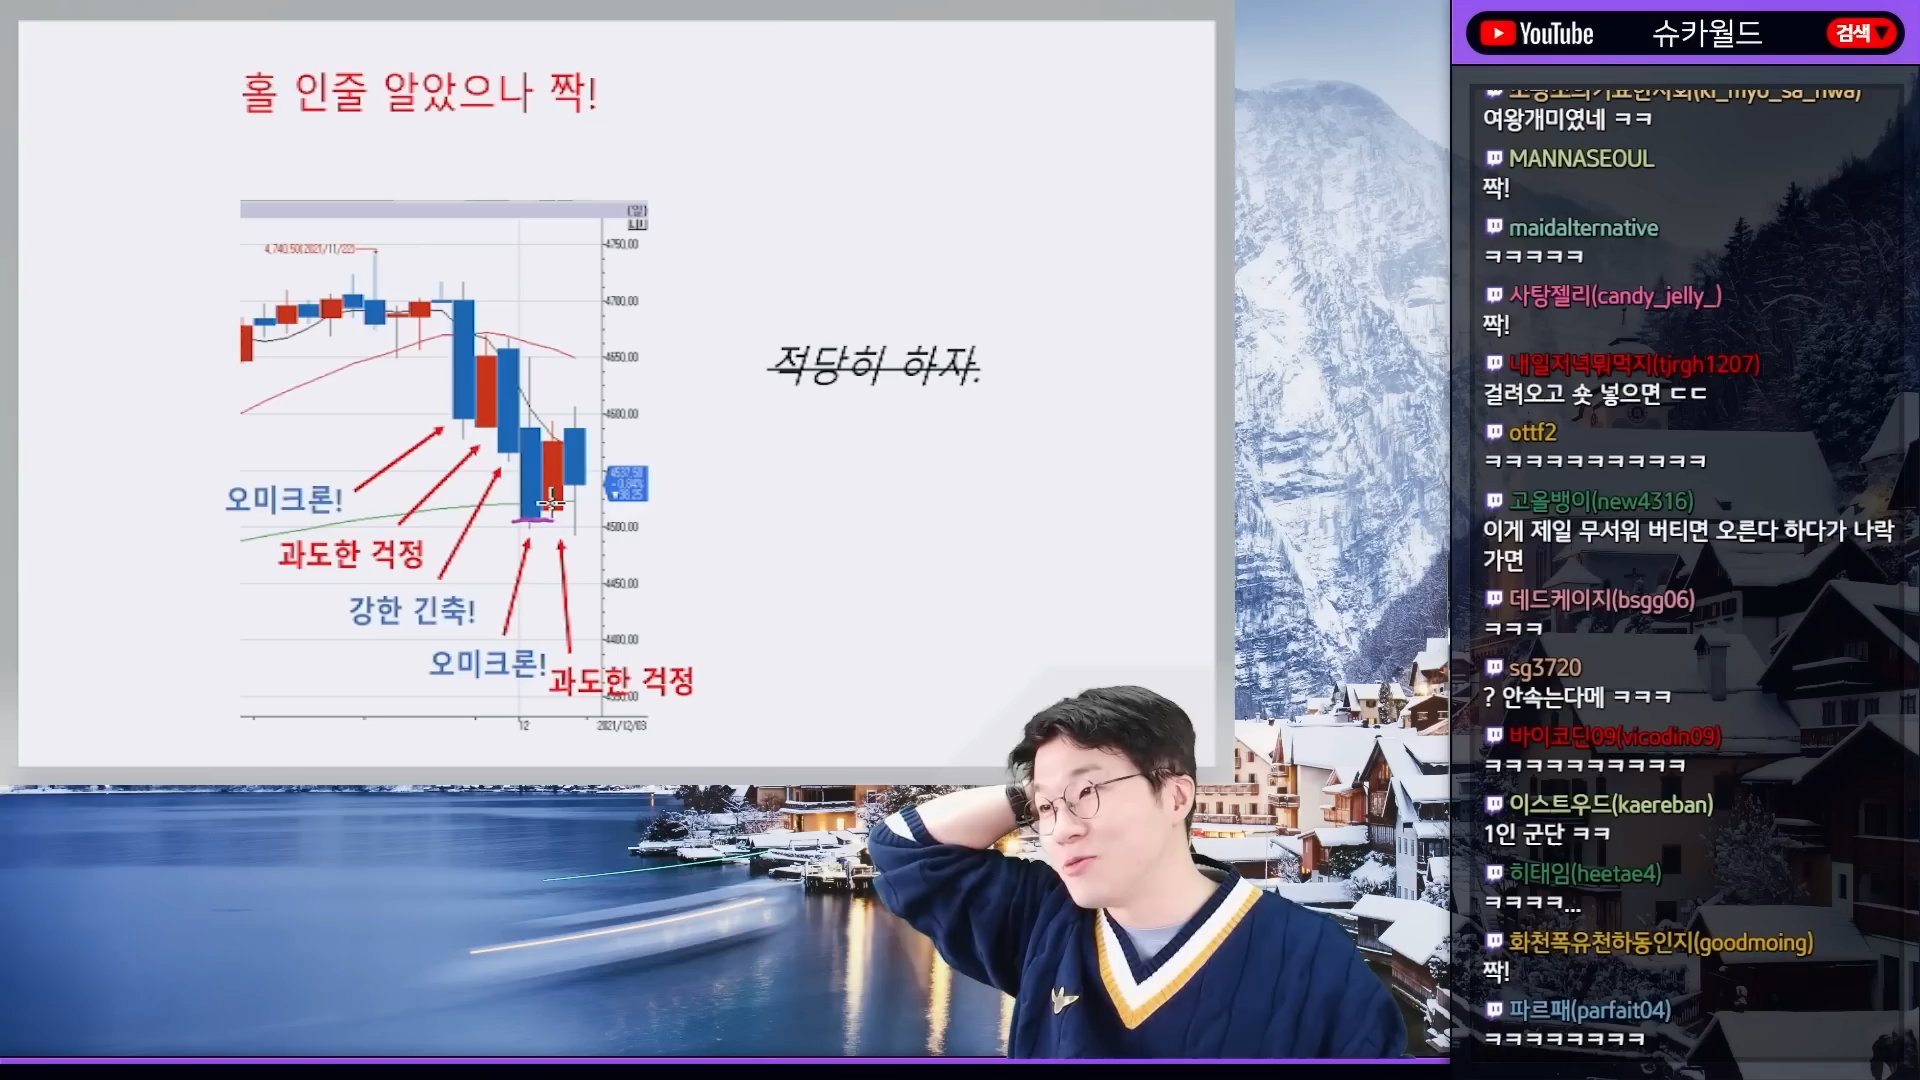 홀 인줄 알았으나 짝!
(일)
4,740.50(2021/11/22)
4750.00
4700.00
4650.00
4600.00
4537.50
-0.84%
▼38.25
4500.00
4450.00
4400.00
12
2021/12/03
오미크론!
과도한 걱정
강한 긴축!
오미크론!
과도한 걱정
적당히 하자.
YouTube
슈카월드
검색▼
여왕개미였네 ㅋㅋ
MANNASEOUL
짝!
maidalternative
ㅋㅋㅋㅋㅋ
사탕젤리(candy_jelly_)
짝!
내일저녁뭐먹지(tjrgh1207)
걸려오고 숏 넣으면 ㄷㄷ
ottf2
ㅋㅋㅋㅋㅋㅋㅋㅋㅋㅋㅋ
고올뱅이(new4316)
이게 제일 무서워 버티면 오른다 하다가 나락
가면
데드케이지(bsgg06)
ㅋㅋㅋ
sg3720
? 안속는다메 ㅋㅋㅋ
바이코딘09(vicodin09)
ㅋㅋㅋㅋㅋㅋㅋㅋㅋㅋ
이스트우드(kaereban)
1인 군단 ㅋㅋ
히태임(heetae4)
ㅋㅋㅋㅋ...
화천폭유천하동인지(goodmoing)
짝!
파르패(parfait04)
ㅋㅋㅋㅋㅋㅋㅋㅋ